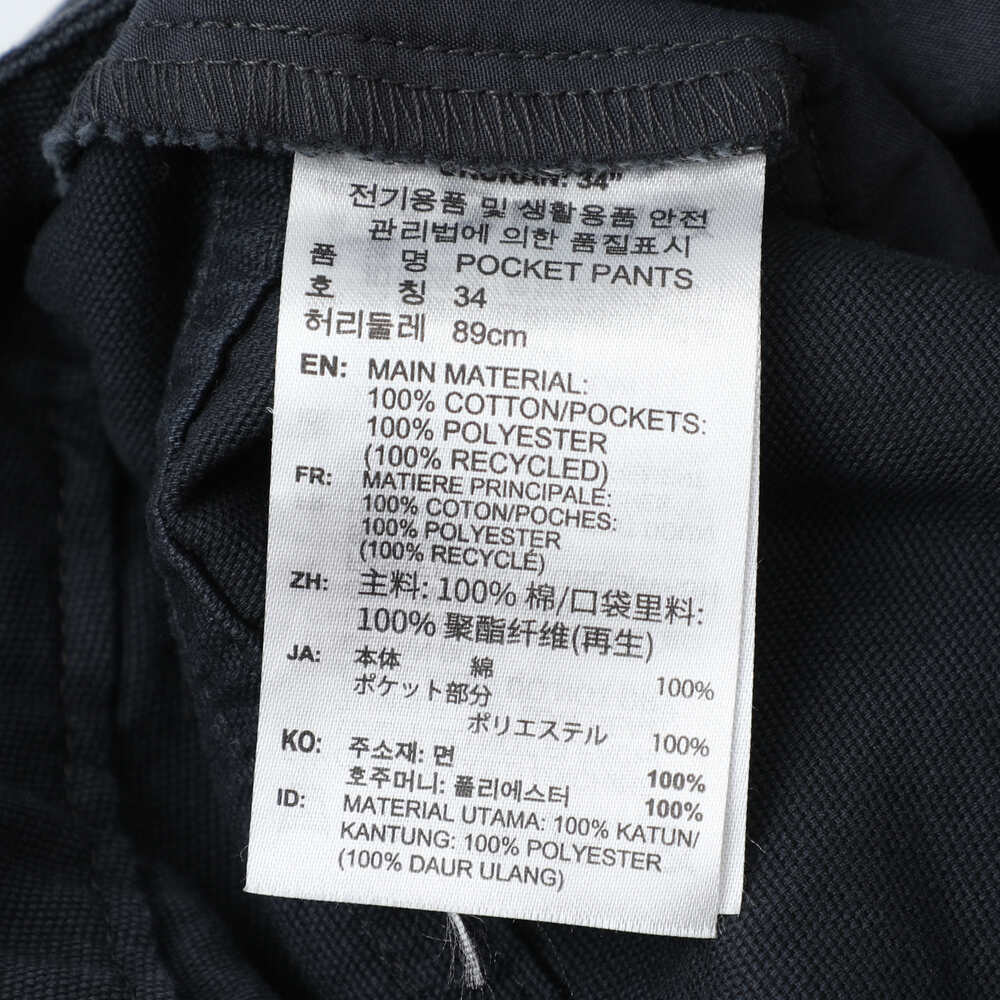 UKURAN: 34"
전기용품 및 생활용품 안전
관리법에 의한 품질표시
품 명 POCKET PANTS
호 칭 34
허리둘레 89cm
EN: MAIN MATERIAL:
100% COTTON/POCKETS:
100% POLYESTER
(100% RECYCLED)
FR: MATIERE PRINCIPALE:
100% COTON/POCHES:
100% POLYESTER
(100% RECYCLÉ)
ZH: 主料: 100% 棉/口袋里料:
100% 聚酯纤维(再生)
JA: 本体 綿 100%
ポケット部分
ポリエステル 100%
KO: 주소재: 면 100%
호주머니: 폴리에스터 100%
ID: MATERIAL UTAMA: 100% KATUN/
KANTUNG: 100% POLYESTER
(100% DAUR ULANG)